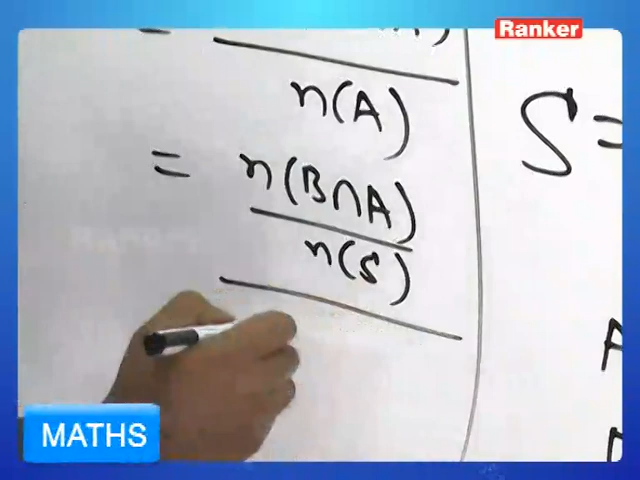 Ranker
n(A)
S =
= n(B∩A)
n(S)
MATHS